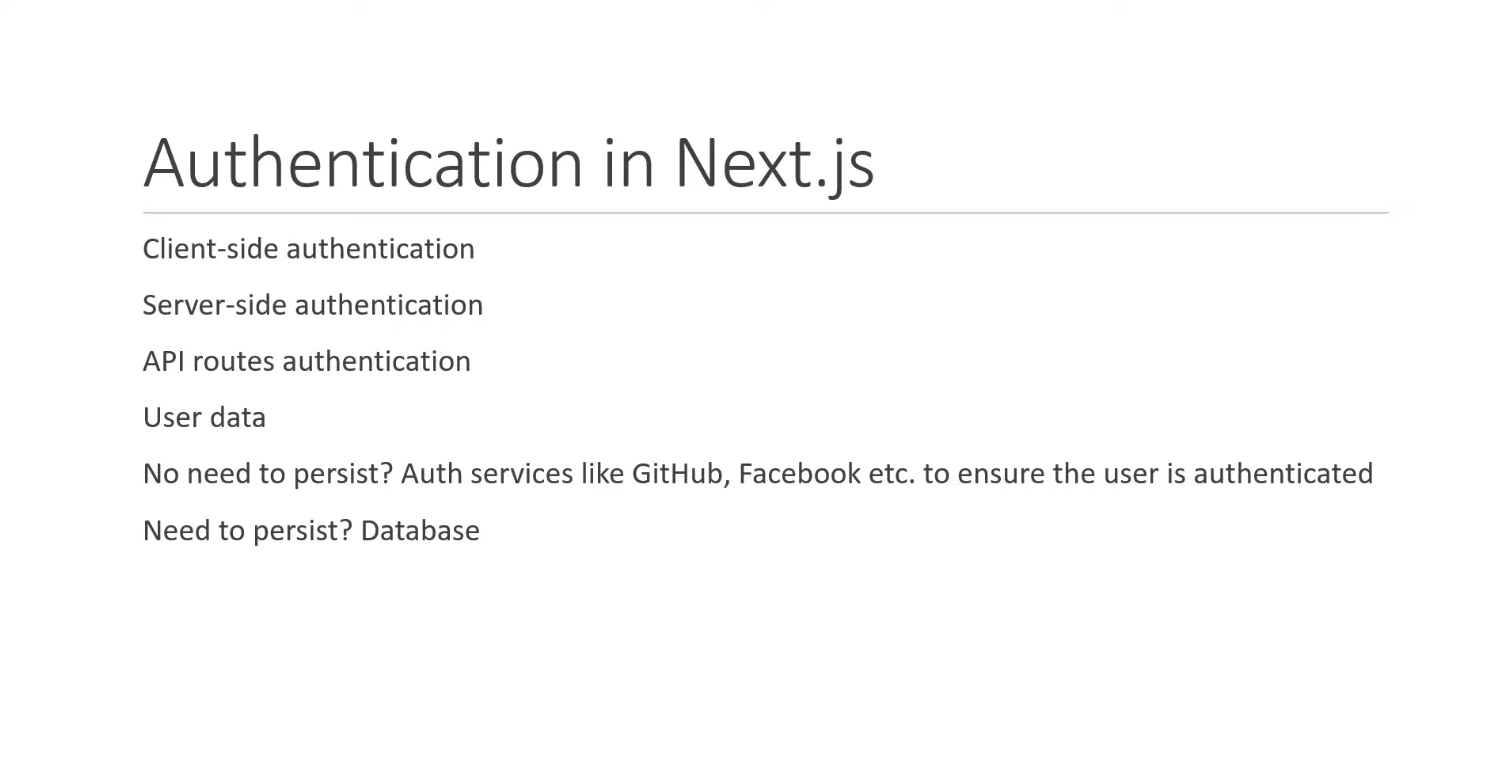 Authentication in Next.js
Client-side authentication
Server-side authentication
API routes authentication
User data
No need to persist? Auth services like GitHub, Facebook etc. to ensure the user is authenticated
Need to persist? Database